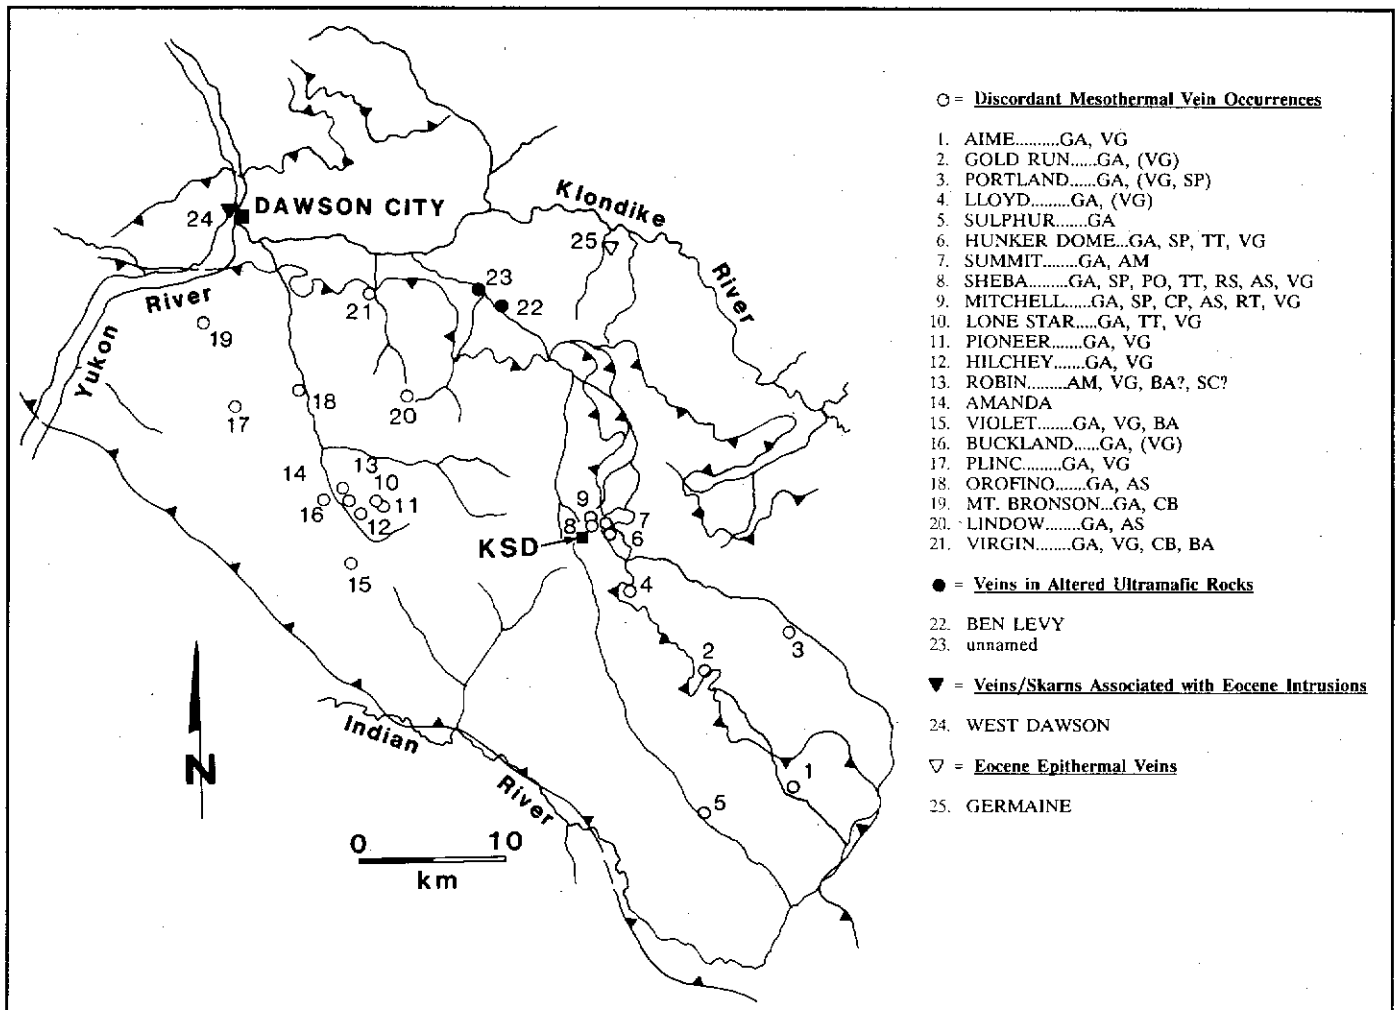 24
DAWSON CITY
Klondike
River
25
23
22
21
Yukon
River
19
18
20
17
13
14
10
16
11
12
15
9
8
7
6
KSD
4
3
2
1
5
Indian
River
N
0 10
km
○ = Discordant Mesothermal Vein Occurrences
1. AIME..........GA, VG
2. GOLD RUN......GA, (VG)
3. PORTLAND......GA, (VG, SP)
4. LLOYD.........GA, (VG)
5. SULPHUR.......GA
6. HUNKER DOME...GA, SP, TT, VG
7. SUMMIT........GA, AM
8. SHEBA.........GA, SP, PO, TT, RS, AS, VG
9. MITCHELL......GA, SP, CP, AS, RT, VG
10. LONE STAR.....GA, TT, VG
11. PIONEER.......GA, VG
12. HILCHEY.......GA, VG
13. ROBIN.........AM, VG, BA?, SC?
14. AMANDA
15. VIOLET........GA, VG, BA
16. BUCKLAND......GA, (VG)
17. PLINC.........GA, VG
18. OROFINO.......GA, AS
19. MT. BRONSON...GA, CB
20. LINDOW........GA, AS
21. VIRGIN........GA, VG, CB, BA
● = Veins in Altered Ultramafic Rocks
22. BEN LEVY
23. unnamed
▼ = Veins/Skarns Associated with Eocene Intrusions
24. WEST DAWSON
▽ = Eocene Epithermal Veins
25. GERMAINE